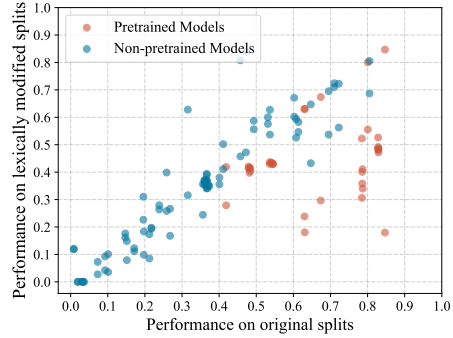 Performance on lexically modified splits
1.0
0.9
0.8
0.7
0.6
0.5
0.4
0.3
0.2
0.1
0.0
Pretrained Models
Non-pretrained Models
0.0 0.1 0.2 0.3 0.4 0.5 0.6 0.7 0.8 0.9 1.0
Performance on original splits